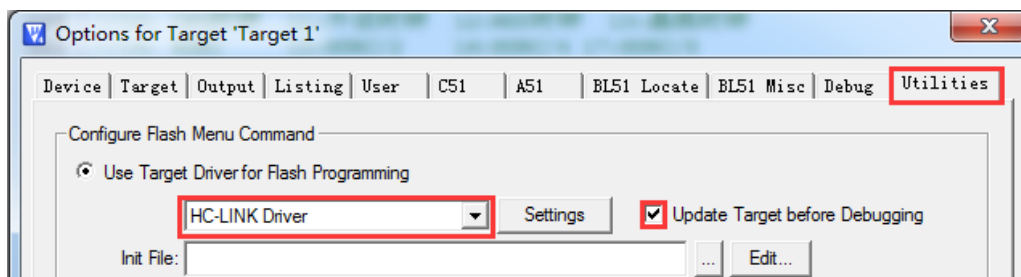 Options for Target 'Target 1'
x
Device Target Output Listing User C51 A51 BL51 Locate BL51 Misc Debug Utilities
Configure Flash Menu Command
Use Target Driver for Flash Programming
HC-LINK Driver Settings Update Target before Debugging
Init File: ... Edit...